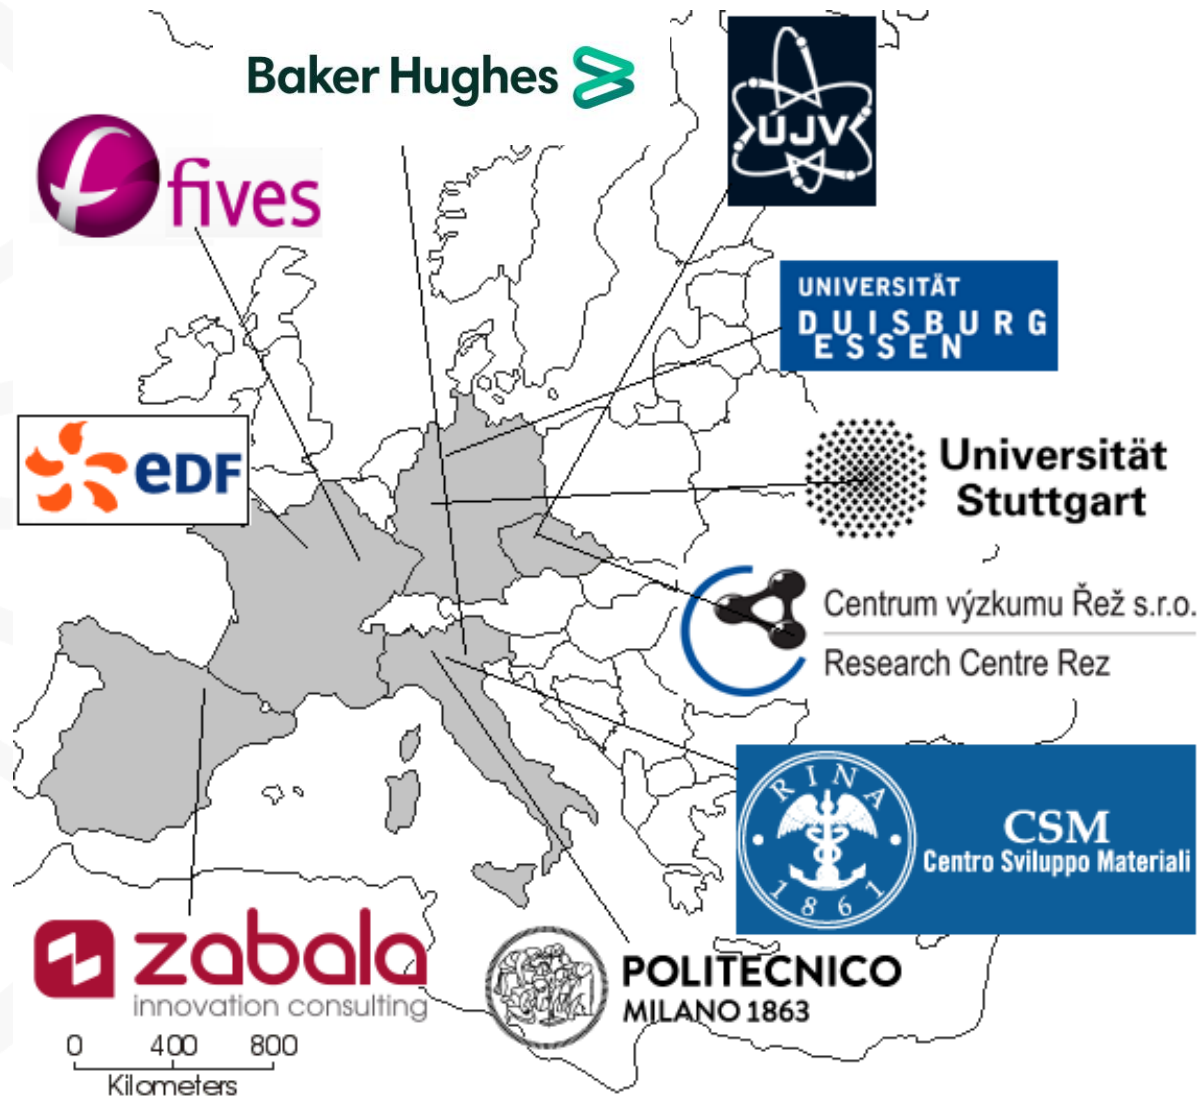 Baker Hughes
UJV
fives
UNIVERSITÄT
DUISBURG
ESSEN
eDF
Universität
Stuttgart
Centrum výzkumu Řež s.r.o.
Research Centre Rez
RINA
1861
CSM
Centro Sviluppo Materiali
zabala
innovation consulting
POLITECNICO
MILANO 1863
0 400 800
Kilometers